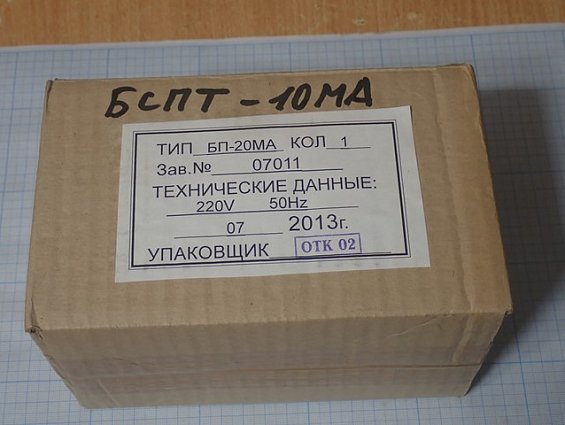 БСПТ-10МА
ТИП БП-20МА КОЛ 1
Зав.№ 07011
ТЕХНИЧЕСКИЕ ДАННЫЕ:
220V 50Hz
07 2013г.
УПАКОВЩИК ОТК 02